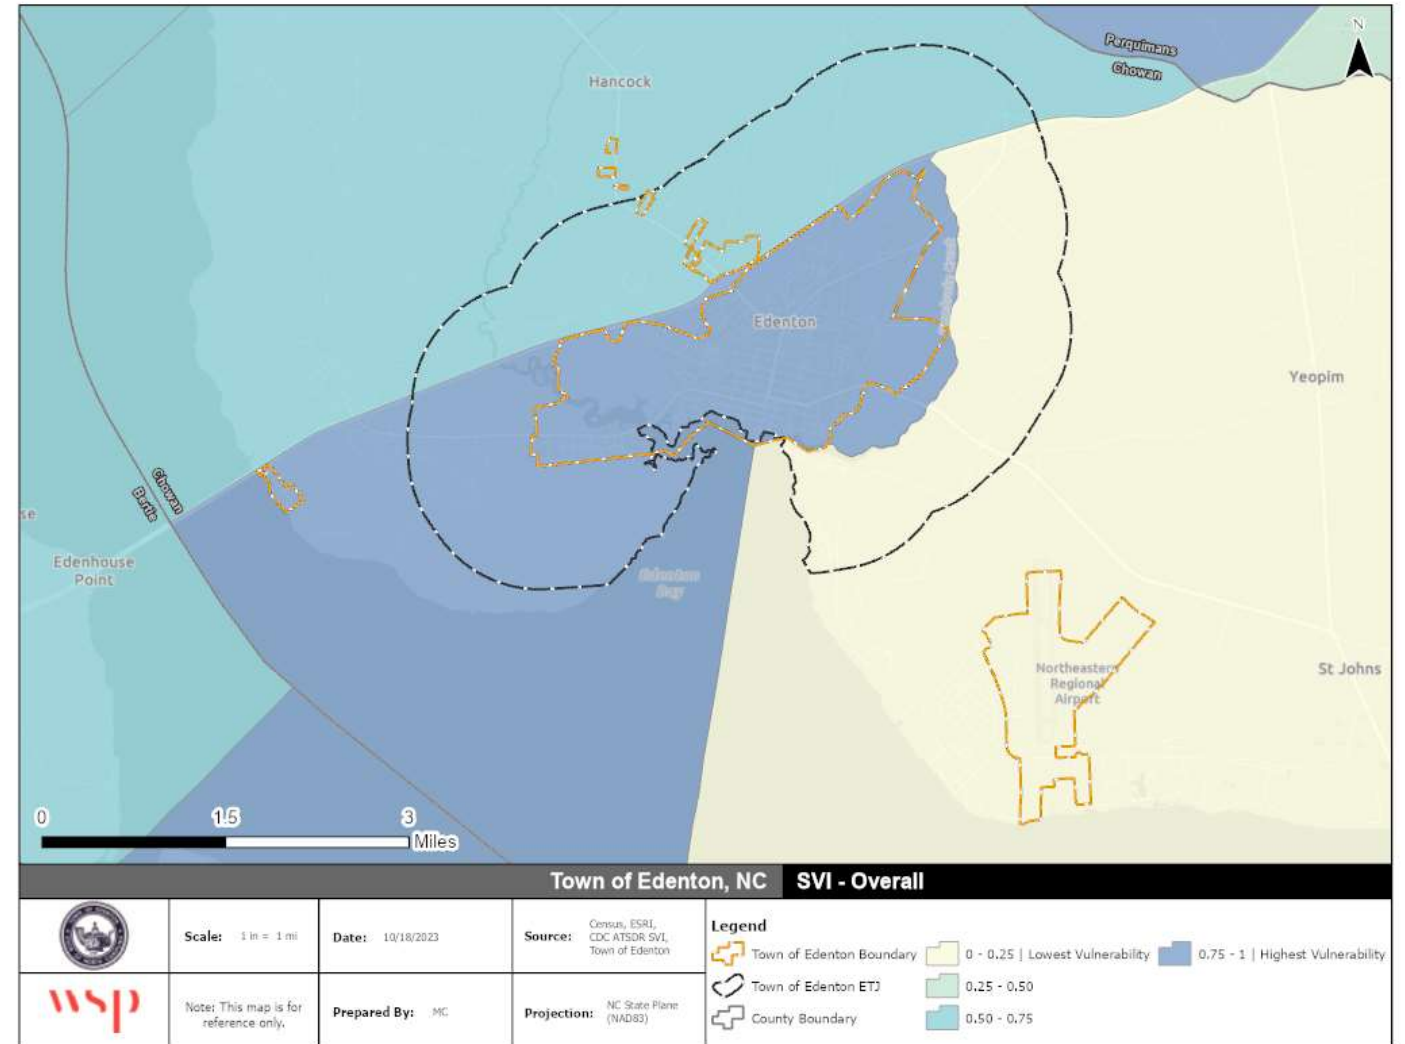 N
Perquimans
Chowan
Hancock
Edenton
Yeopim
Chowan
Bertie
Edenhouse
Point
Edenton
Bay
Northeastern
Regional
Airport
St Johns
0 1.5 3
Miles
Town of Edenton, NC SVI - Overall
Scale: 1 in = 1 mi
Date: 10/18/2023
Source: Census, ESRI,
CDC ATSDR SVI,
Town of Edenton
wsp
Note: This map is for
reference only.
Prepared By: MC
Projection: NC State Plane
(NAD83)
Legend
Town of Edenton Boundary
Town of Edenton ETJ
County Boundary
0 - 0.25 | Lowest Vulnerability
0.25 - 0.50
0.50 - 0.75
0.75 - 1 | Highest Vulnerability